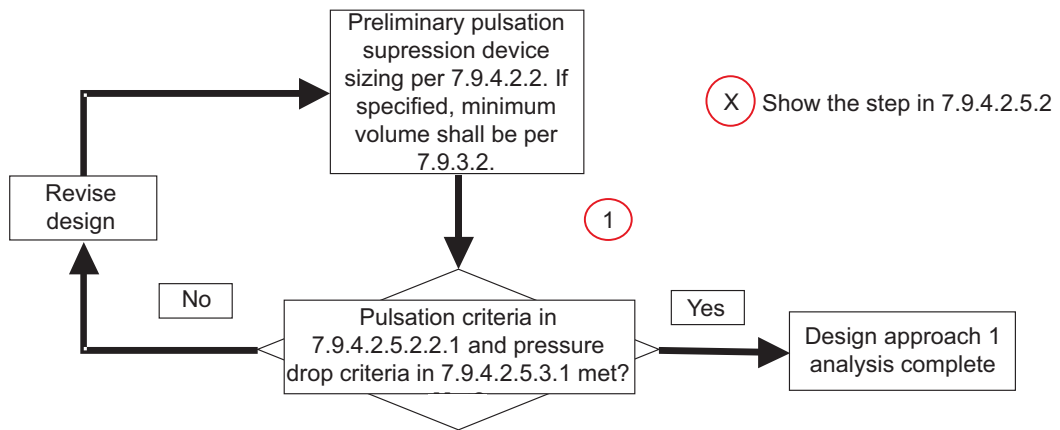 Preliminary pulsation
supression device
sizing per 7.9.4.2.2. If
specified, minimum
volume shall be per
7.9.3.2.
X Show the step in 7.9.4.2.5.2
Revise
design
1
No
Yes
Pulsation criteria in
7.9.4.2.5.2.2.1 and pressure
drop criteria in 7.9.4.2.5.3.1 met?
Design approach 1
analysis complete